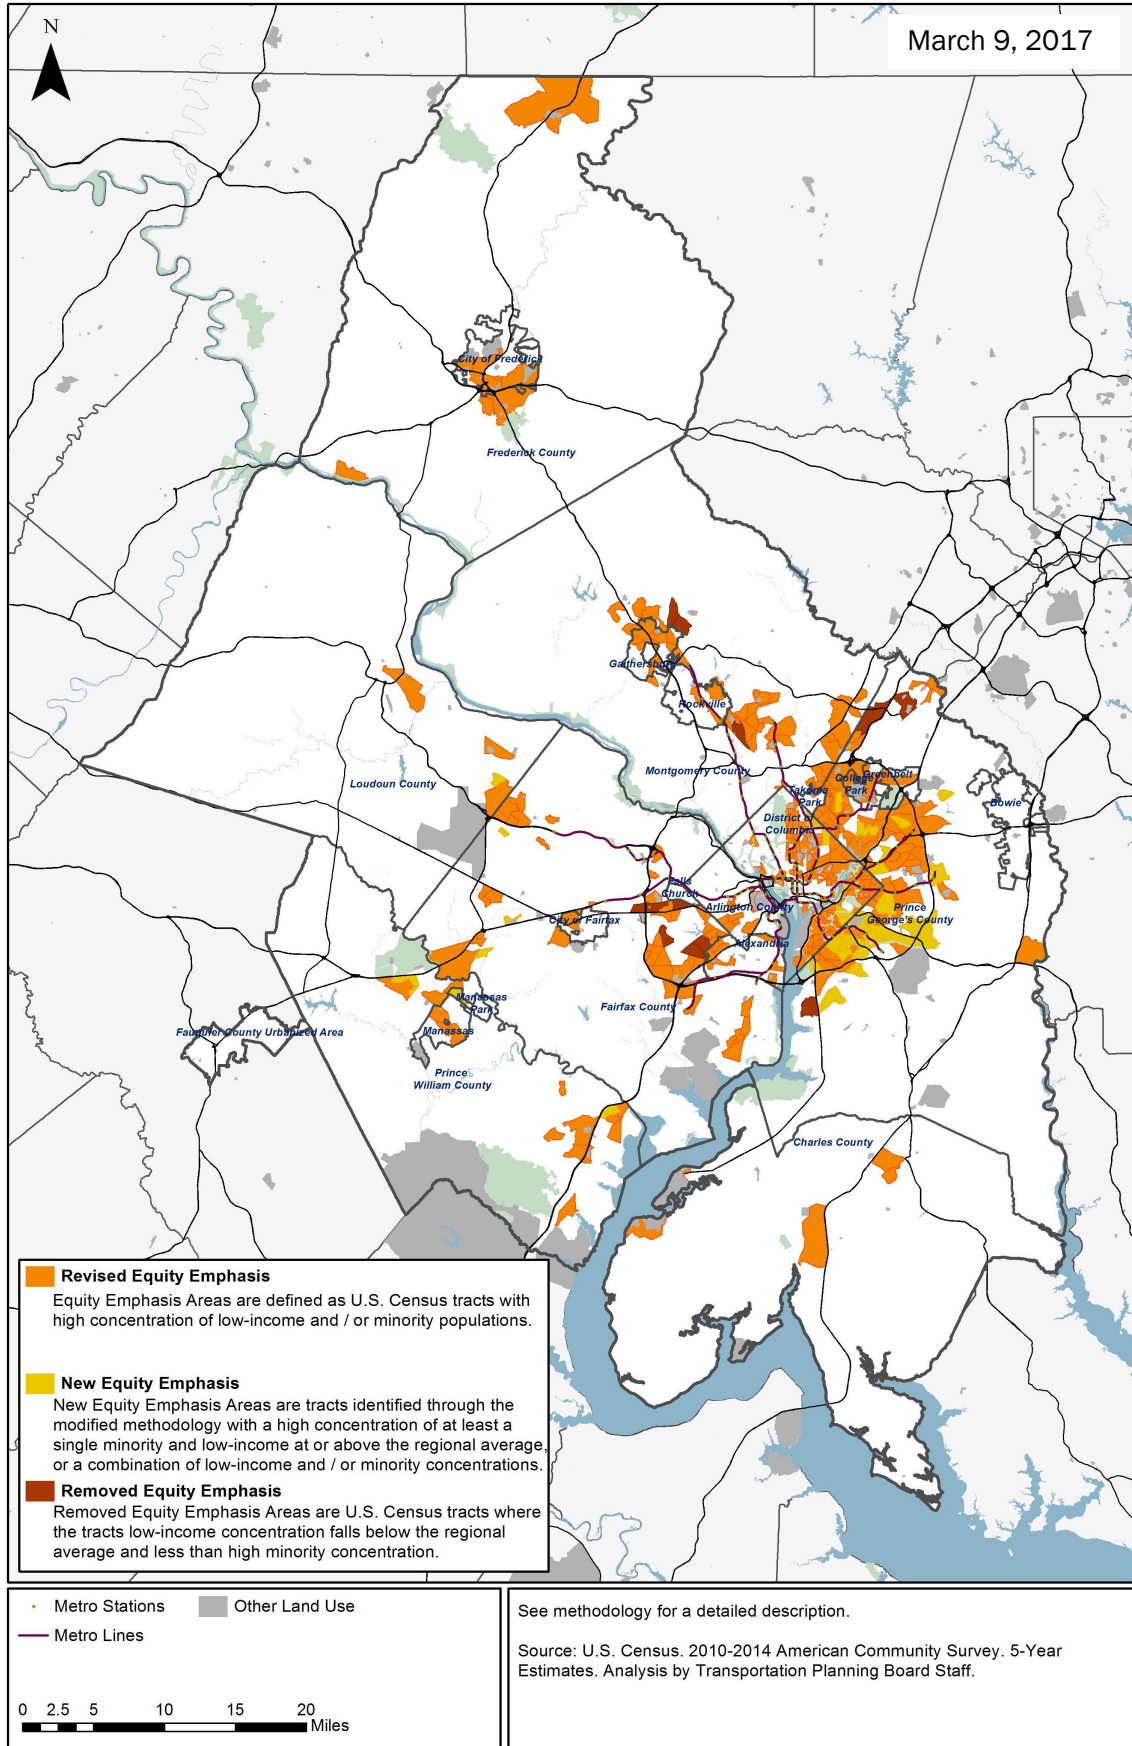 N
March 9, 2017
City of Frederick
Frederick County
Gaithersburg
Rockville
Montgomery County
Takoma
Park
College
Park
Greenbelt
Bowie
District of
Columbia
Loudoun County
Falls
Church
Arlington County
City of Fairfax
Prince
George's County
Alexandria
Fairfax County
Manassas
Park
Manassas
Fauquier County Urbanized Area
Prince
William County
Charles County
Revised Equity Emphasis
Equity Emphasis Areas are defined as U.S. Census tracts with
high concentration of low-income and / or minority populations.
New Equity Emphasis
New Equity Emphasis Areas are tracts identified through the
modified methodology with a high concentration of at least a
single minority and low-income at or above the regional average,
or a combination of low-income and / or minority concentrations.
Removed Equity Emphasis
Removed Equity Emphasis Areas are U.S. Census tracts where
the tracts low-income concentration falls below the regional
average and less than high minority concentration.
Metro Stations
Other Land Use
Metro Lines
0 2.5 5 10 15 20
Miles
See methodology for a detailed description.
Source: U.S. Census. 2010-2014 American Community Survey. 5-Year
Estimates. Analysis by Transportation Planning Board Staff.